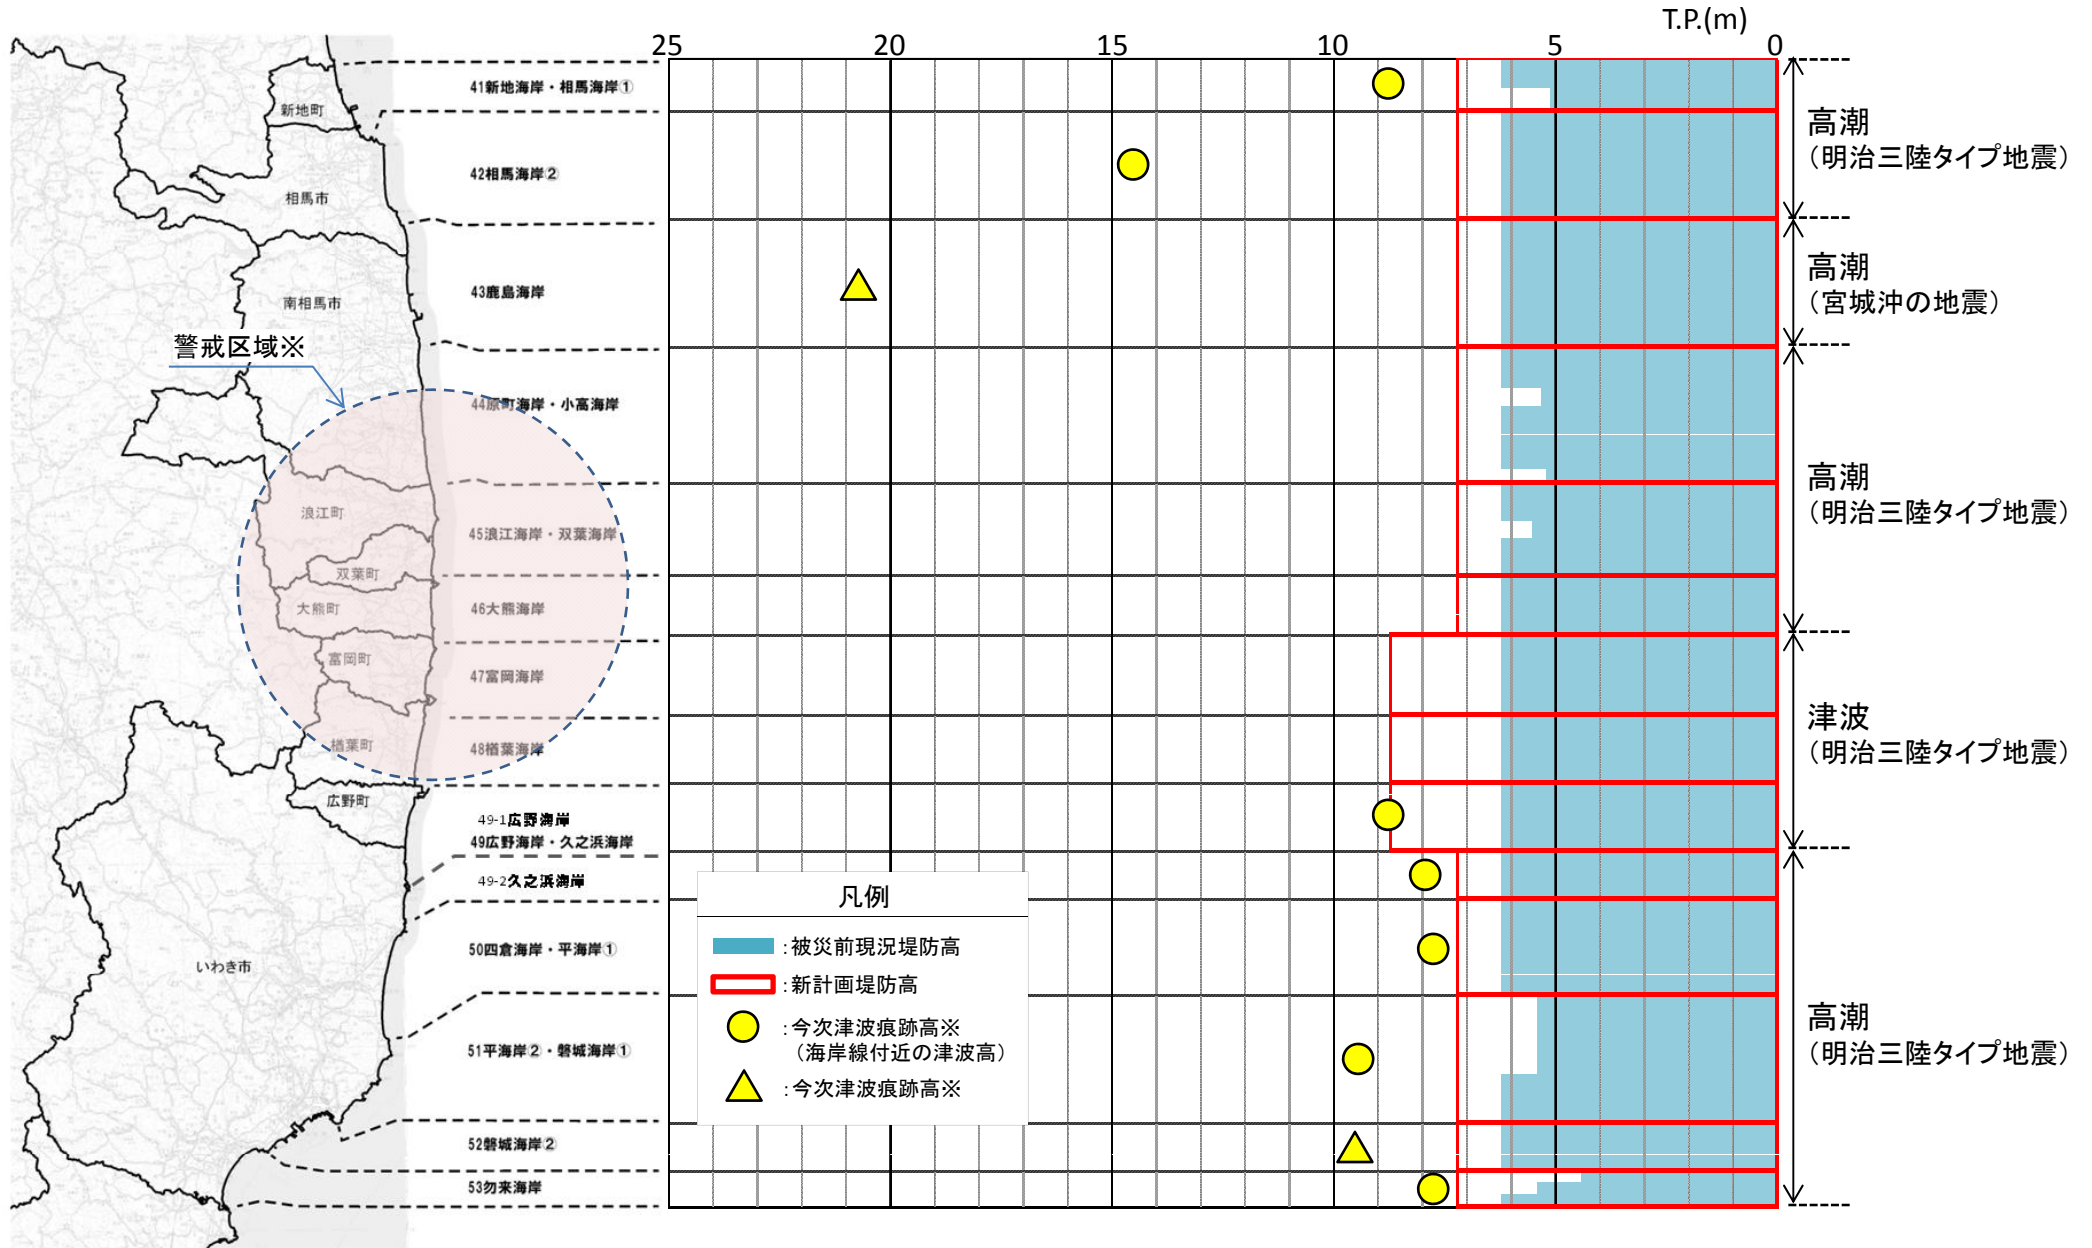 T.P.(m)
25 20 15 10 5 0
41新地海岸・相馬海岸①
新地町
42相馬海岸②
相馬市
43鹿島海岸
南相馬市
警戒区域※
44原町海岸・小高海岸
浪江町
45浪江海岸・双葉海岸
双葉町
大熊町
46大熊海岸
富岡町
47富岡海岸
楢葉町
48楢葉海岸
広野町
49-1広野海岸
49広野海岸・久之浜海岸
49-2久之浜海岸
50四倉海岸・平海岸①
いわき市
51平海岸②・磐城海岸①
52磐城海岸②
53勿来海岸
凡例
：被災前現況堤防高
：新計画堤防高
：今次津波痕跡高※
（海岸線付近の津波高）
：今次津波痕跡高※
高潮
（明治三陸タイプ地震）
高潮
（宮城沖の地震）
高潮
（明治三陸タイプ地震）
津波
（明治三陸タイプ地震）
高潮
（明治三陸タイプ地震）